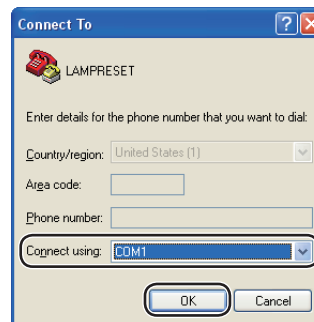 Connect To
LAMPRESET
Enter details for the phone number that you want to dial:
Country/region: United States (1)
Area code:
Phone number:
Connect using: COM1
OK Cancel